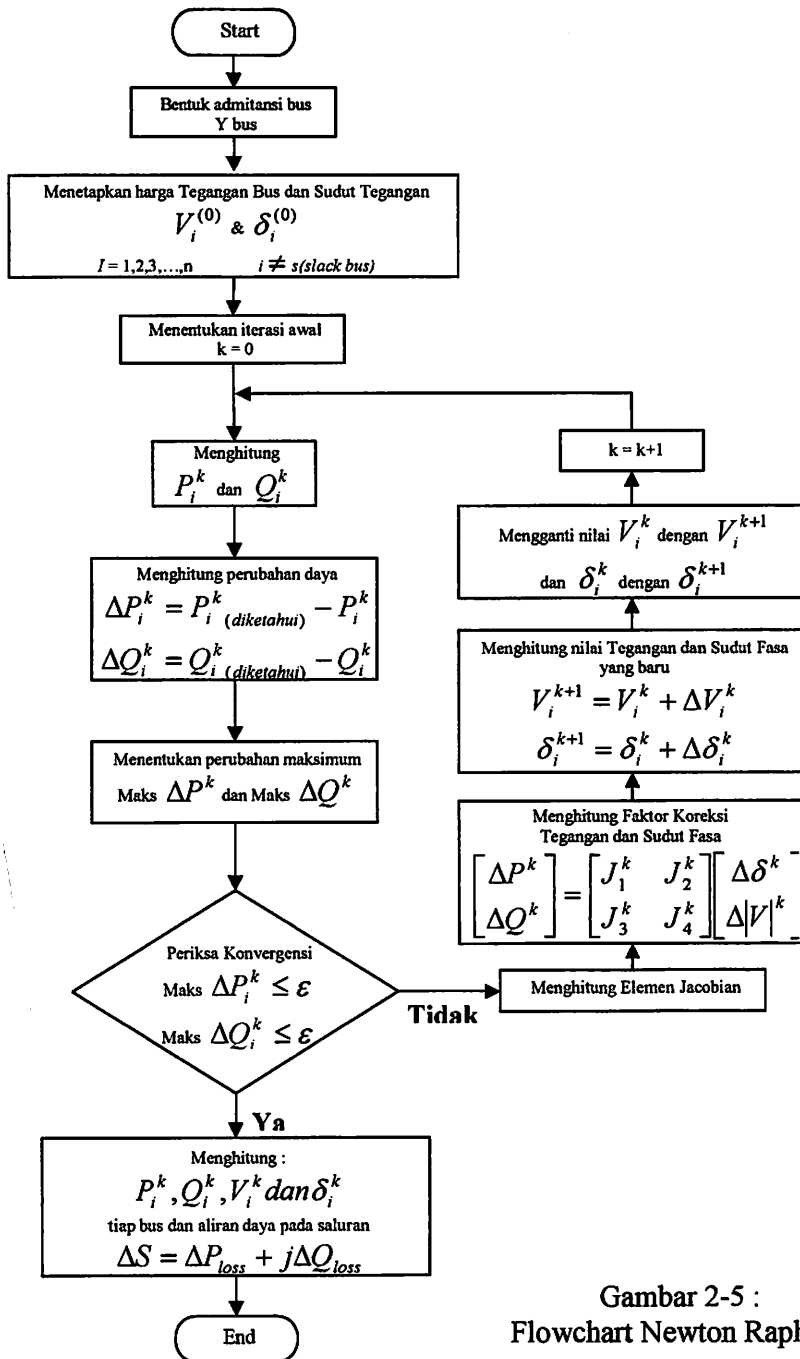 Start
Bentuk admitansi bus
Y bus
Menetapkan harga Tegangan Bus dan Sudut Tegangan
V_i^{(0)} & δ_i^{(0)}
I = 1,2,3,...,n i ≠ s(slack bus)
Menentukan iterasi awal
k = 0
Menghitung
P_i^k dan Q_i^k
Menghitung perubahan daya
ΔP_i^k = P_i^k (diketahui) − P_i^k
ΔQ_i^k = Q_i^k (diketahui) − Q_i^k
Menentukan perubahan maksimum
Maks ΔP^k dan Maks ΔQ^k
Periksa Konvergensi
Maks ΔP_i^k ≤ ε
Maks ΔQ_i^k ≤ ε
Tidak
Menghitung Elemen Jacobian
Menghitung Faktor Koreksi
Tegangan dan Sudut Fasa
[ΔP^k] = [J_1^k J_2^k] [Δδ^k]
[ΔQ^k] [J_3^k J_4^k] [Δ|V|^k]
Menghitung nilai Tegangan dan Sudut Fasa
yang baru
V_i^{k+1} = V_i^k + ΔV_i^k
δ_i^{k+1} = δ_i^k + Δδ_i^k
Mengganti nilai V_i^k dengan V_i^{k+1}
dan δ_i^k dengan δ_i^{k+1}
k = k+1
Ya
Menghitung :
P_i^k, Q_i^k, V_i^k dan δ_i^k
tiap bus dan aliran daya pada saluran
ΔS = ΔP_loss + jΔQ_loss
End
Gambar 2-5 :
Flowchart Newton